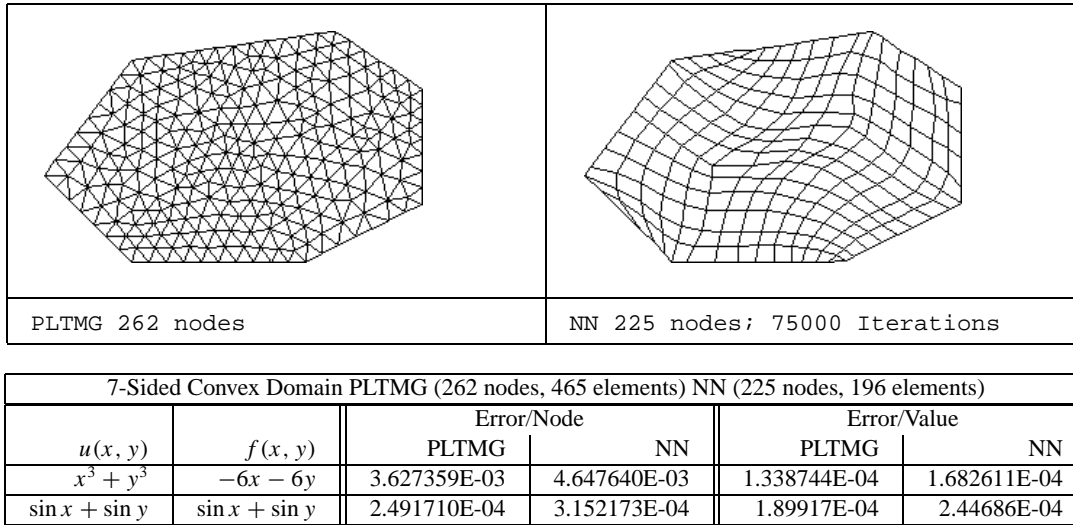 PLTMG 262 nodes
NN 225 nodes; 75000 Iterations
7-Sided Convex Domain PLTMG (262 nodes, 465 elements) NN (225 nodes, 196 elements)
Error/Node Error/Value
u(x, y) f(x, y) PLTMG NN PLTMG NN
x³ + y³ −6x − 6y 3.627359E-03 4.647640E-03 1.338744E-04 1.682611E-04
sin x + sin y sin x + sin y 2.491710E-04 3.152173E-04 1.89917E-04 2.44686E-04